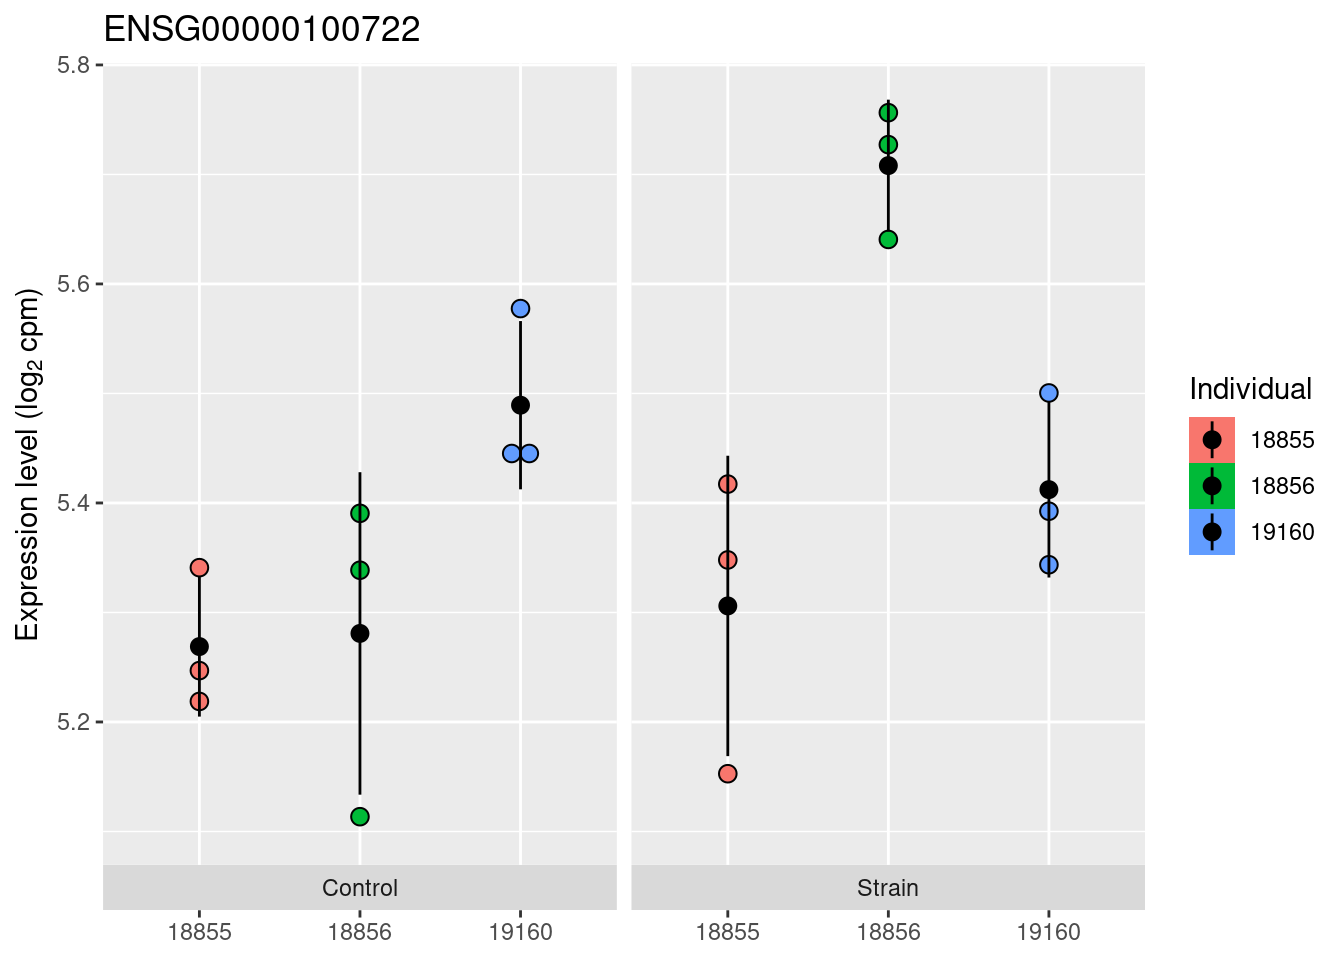 ENSG00000100722
Expression level (log₂ cpm)
5.8
5.6
5.4
5.2
Control
Strain
18855
18856
19160
18855
18856
19160
Individual
18855
18856
19160